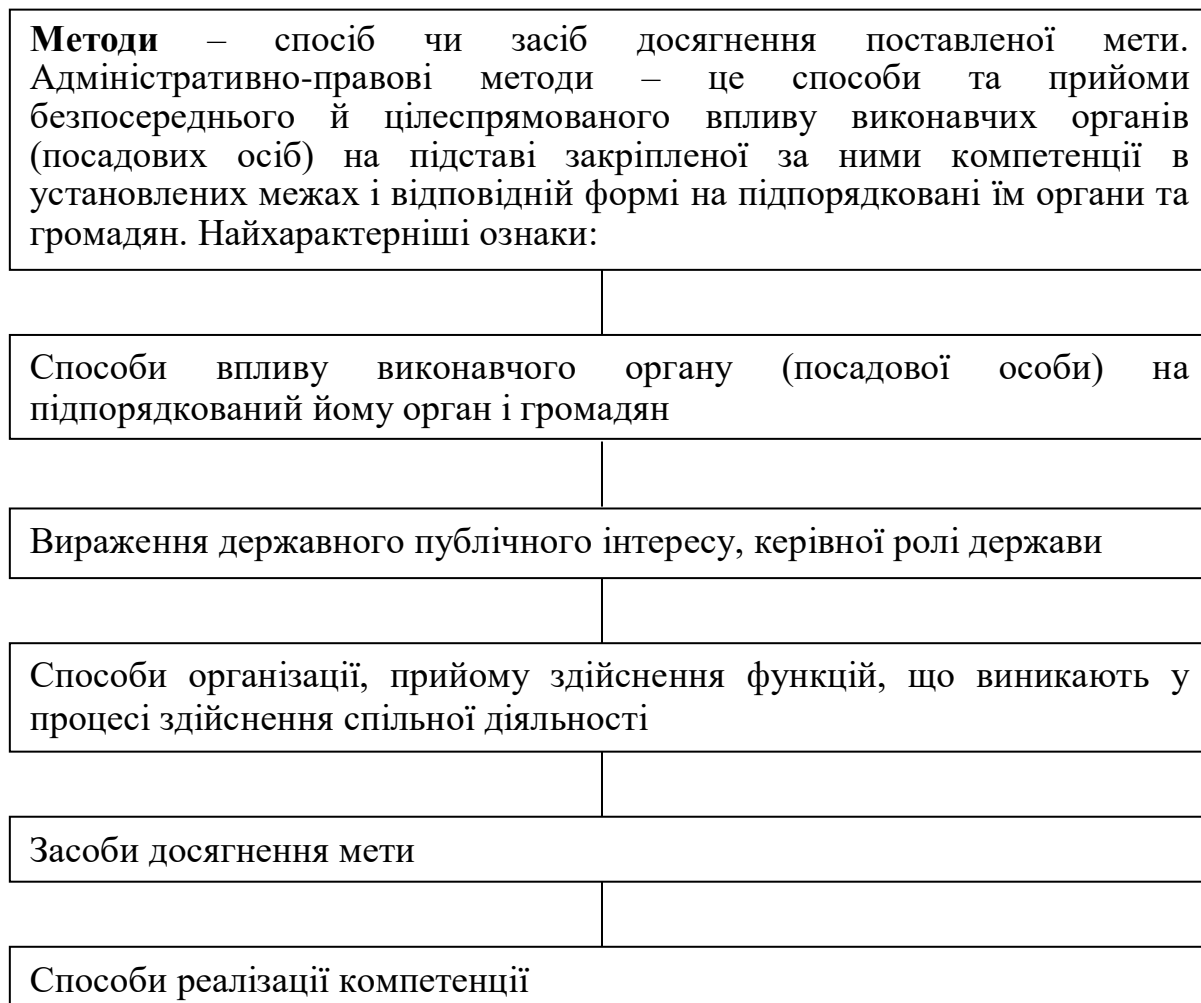 Методи – спосіб чи засіб досягнення поставленої мети.
Адміністративно-правові методи – це способи та прийоми
безпосереднього й цілеспрямованого впливу виконавчих органів
(посадових осіб) на підставі закріпленої за ними компетенції в
установлених межах і відповідній формі на підпорядковані їм органи та
громадян. Найхарактерніші ознаки:
Способи впливу виконавчого органу (посадової особи) на
підпорядкований йому орган і громадян
Вираження державного публічного інтересу, керівної ролі держави
Способи організації, прийому здійснення функцій, що виникають у
процесі здійснення спільної діяльності
Засоби досягнення мети
Способи реалізації компетенції